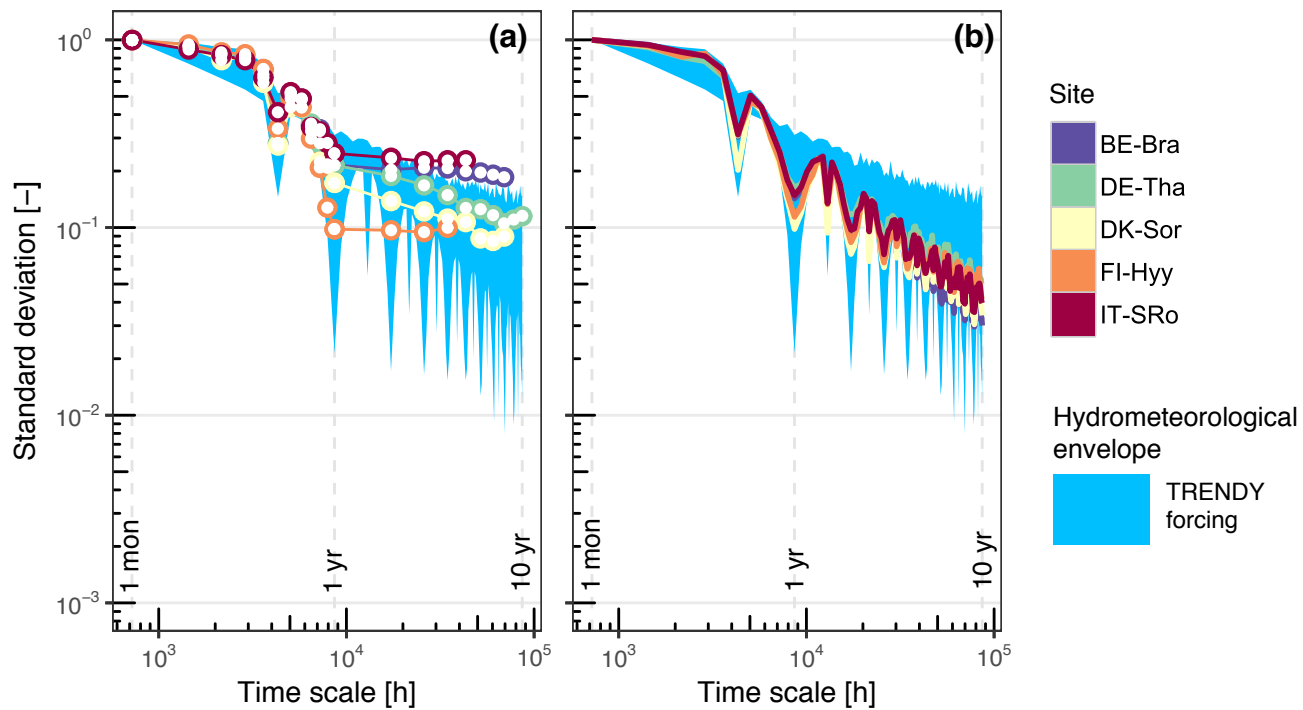 (a)
(b)
Standard deviation [−]
10⁰
10⁻¹
10⁻²
10⁻³
1 mon
1 yr
10 yr
1 mon
1 yr
10 yr
10³
10⁴
10⁵
10³
10⁴
10⁵
Time scale [h]
Time scale [h]
Site
BE-Bra
DE-Tha
DK-Sor
FI-Hyy
IT-SRo
Hydrometeorological
envelope
TRENDY
forcing